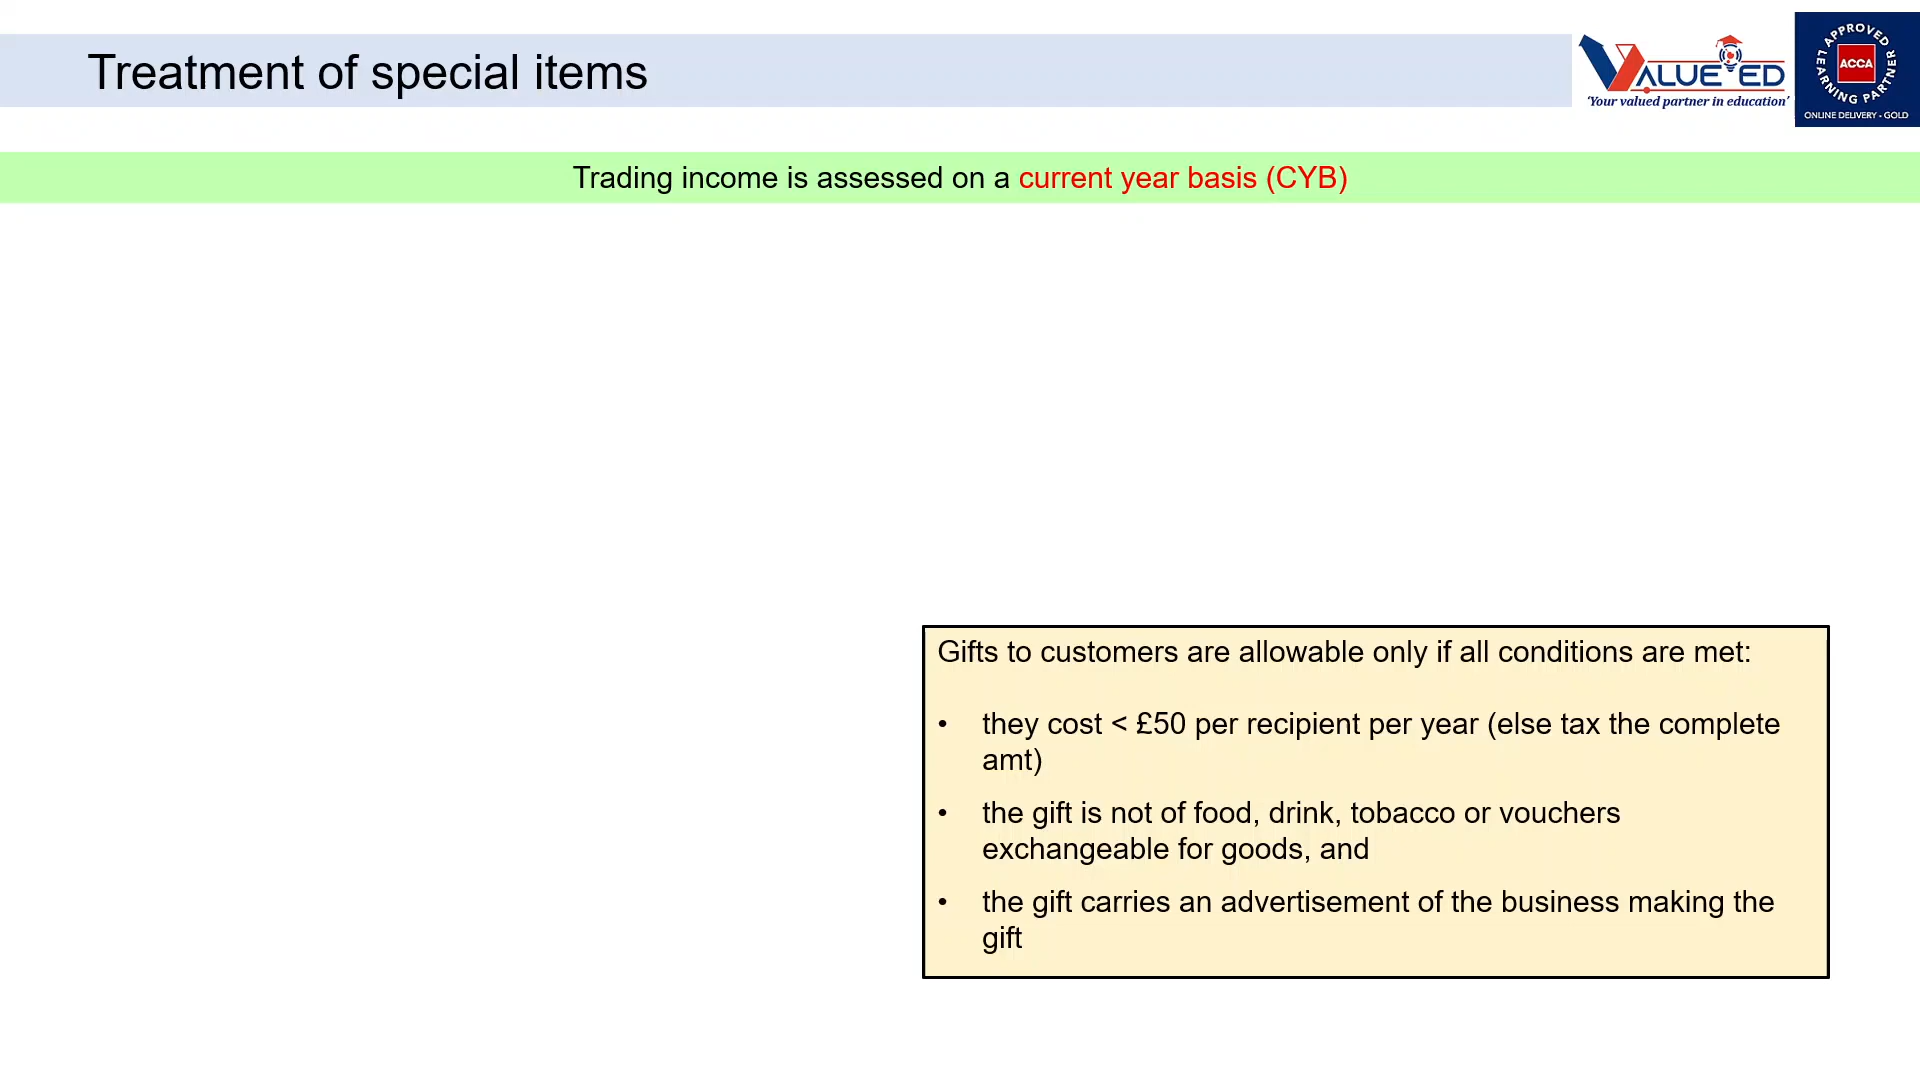 Treatment of special items
VALUE ED
'Your valued partner in education'
APPROVED
ACCA
LEARNING PARTNER
ONLINE DELIVERY - GOLD
Trading income is assessed on a current year basis (CYB)
Gifts to customers are allowable only if all conditions are met:
• they cost < £50 per recipient per year (else tax the complete
amt)
• the gift is not of food, drink, tobacco or vouchers
exchangeable for goods, and
• the gift carries an advertisement of the business making the
gift